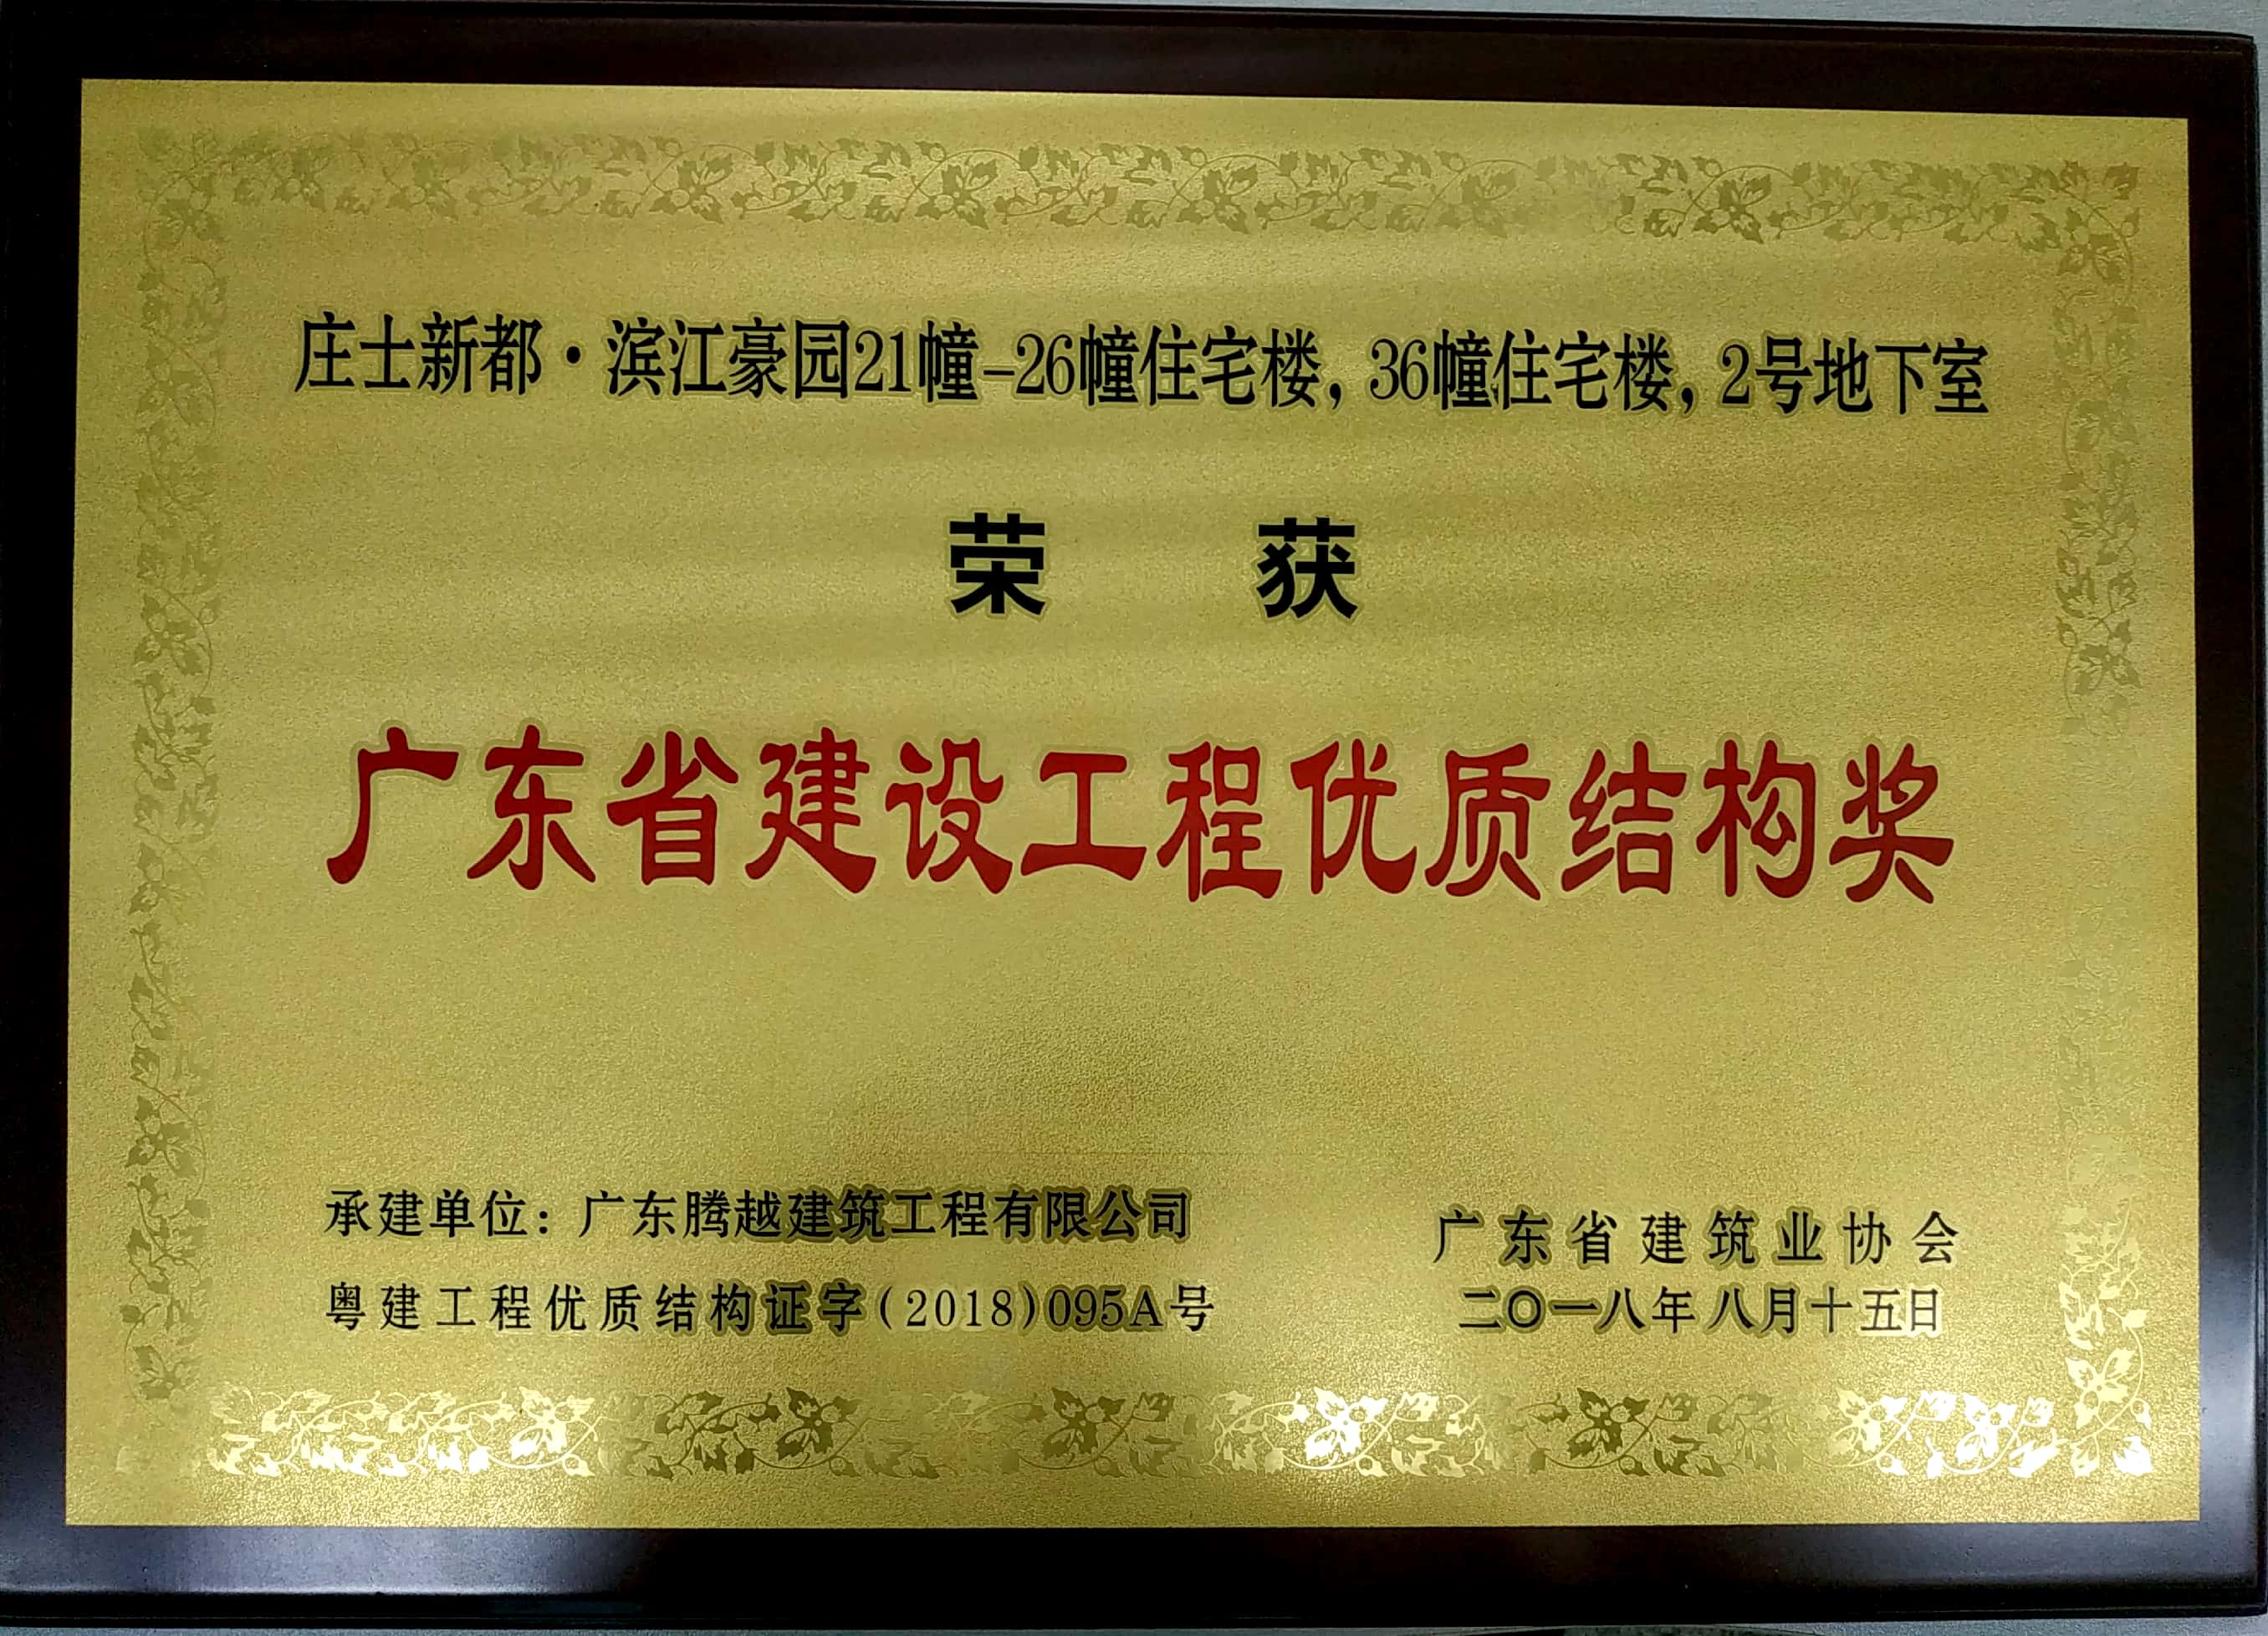 庄士新都·滨江豪园21幢-26幢住宅楼，36幢住宅楼，2号地下室
荣获
广东省建设工程优质结构奖
承建单位：广东腾越建筑工程有限公司
粤建工程优质结构证字(2018)095A号
广东省建筑业协会
二〇一八年八月十五日